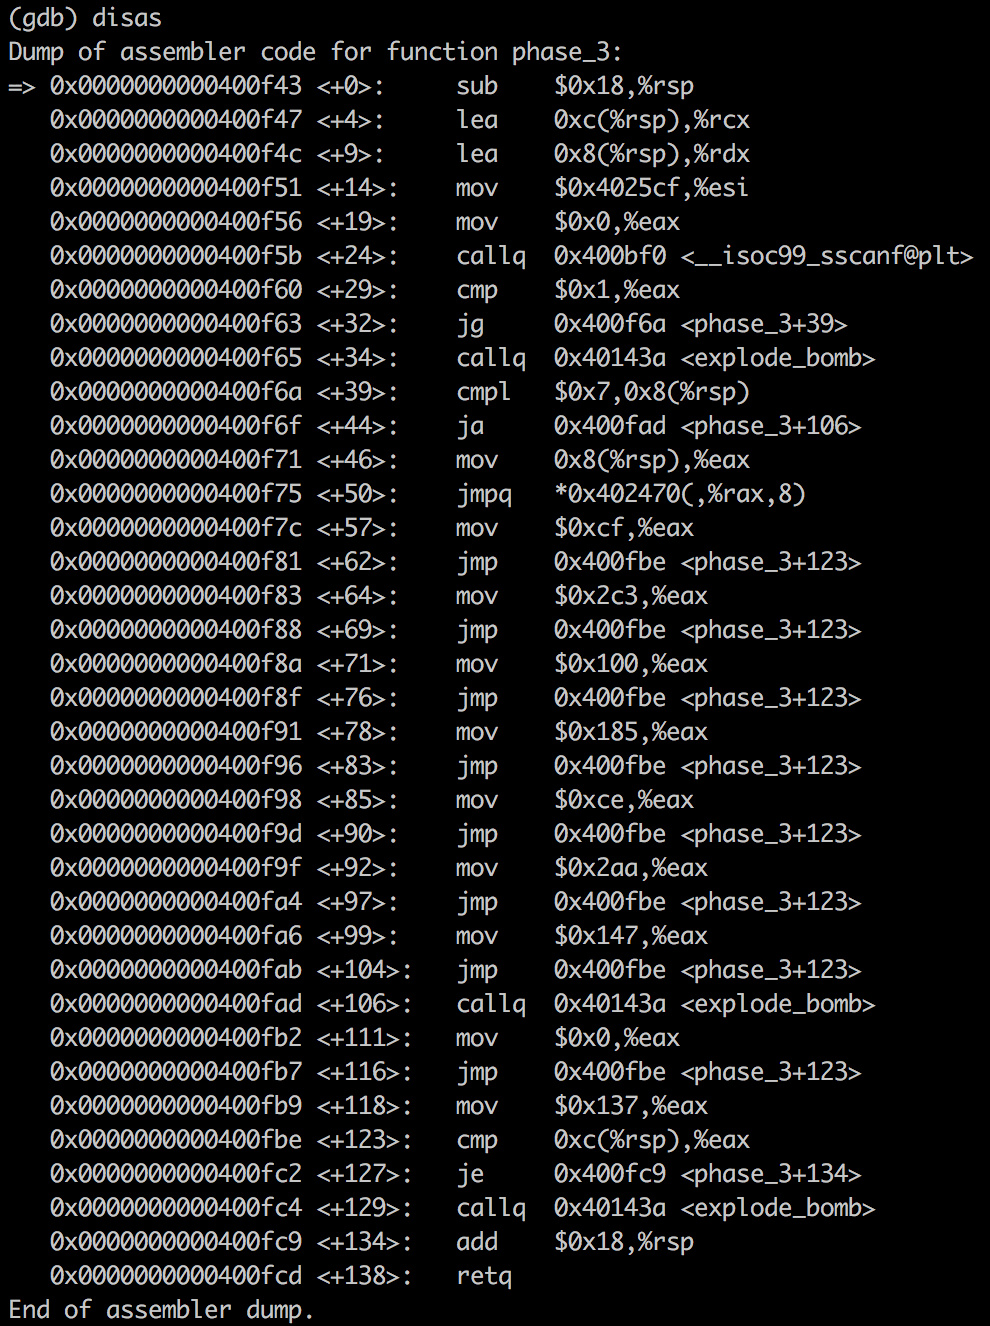 (gdb) disas
Dump of assembler code for function phase_3:
=> 0x0000000000400f43 <+0>:     sub    $0x18,%rsp
   0x0000000000400f47 <+4>:     lea    0xc(%rsp),%rcx
   0x0000000000400f4c <+9>:     lea    0x8(%rsp),%rdx
   0x0000000000400f51 <+14>:    mov    $0x4025cf,%esi
   0x0000000000400f56 <+19>:    mov    $0x0,%eax
   0x0000000000400f5b <+24>:    callq  0x400bf0 <__isoc99_sscanf@plt>
   0x0000000000400f60 <+29>:    cmp    $0x1,%eax
   0x0000000000400f63 <+32>:    jg     0x400f6a <phase_3+39>
   0x0000000000400f65 <+34>:    callq  0x40143a <explode_bomb>
   0x0000000000400f6a <+39>:    cmpl   $0x7,0x8(%rsp)
   0x0000000000400f6f <+44>:    ja     0x400fad <phase_3+106>
   0x0000000000400f71 <+46>:    mov    0x8(%rsp),%eax
   0x0000000000400f75 <+50>:    jmpq   *0x402470(,%rax,8)
   0x0000000000400f7c <+57>:    mov    $0xcf,%eax
   0x0000000000400f81 <+62>:    jmp    0x400fbe <phase_3+123>
   0x0000000000400f83 <+64>:    mov    $0x2c3,%eax
   0x0000000000400f88 <+69>:    jmp    0x400fbe <phase_3+123>
   0x0000000000400f8a <+71>:    mov    $0x100,%eax
   0x0000000000400f8f <+76>:    jmp    0x400fbe <phase_3+123>
   0x0000000000400f91 <+78>:    mov    $0x185,%eax
   0x0000000000400f96 <+83>:    jmp    0x400fbe <phase_3+123>
   0x0000000000400f98 <+85>:    mov    $0xce,%eax
   0x0000000000400f9d <+90>:    jmp    0x400fbe <phase_3+123>
   0x0000000000400f9f <+92>:    mov    $0x2aa,%eax
   0x0000000000400fa4 <+97>:    jmp    0x400fbe <phase_3+123>
   0x0000000000400fa6 <+99>:    mov    $0x147,%eax
   0x0000000000400fab <+104>:   jmp    0x400fbe <phase_3+123>
   0x0000000000400fad <+106>:   callq  0x40143a <explode_bomb>
   0x0000000000400fb2 <+111>:   mov    $0x0,%eax
   0x0000000000400fb7 <+116>:   jmp    0x400fbe <phase_3+123>
   0x0000000000400fb9 <+118>:   mov    $0x137,%eax
   0x0000000000400fbe <+123>:   cmp    0xc(%rsp),%eax
   0x0000000000400fc2 <+127>:   je     0x400fc9 <phase_3+134>
   0x0000000000400fc4 <+129>:   callq  0x40143a <explode_bomb>
   0x0000000000400fc9 <+134>:   add    $0x18,%rsp
   0x0000000000400fcd <+138>:   retq
End of assembler dump.